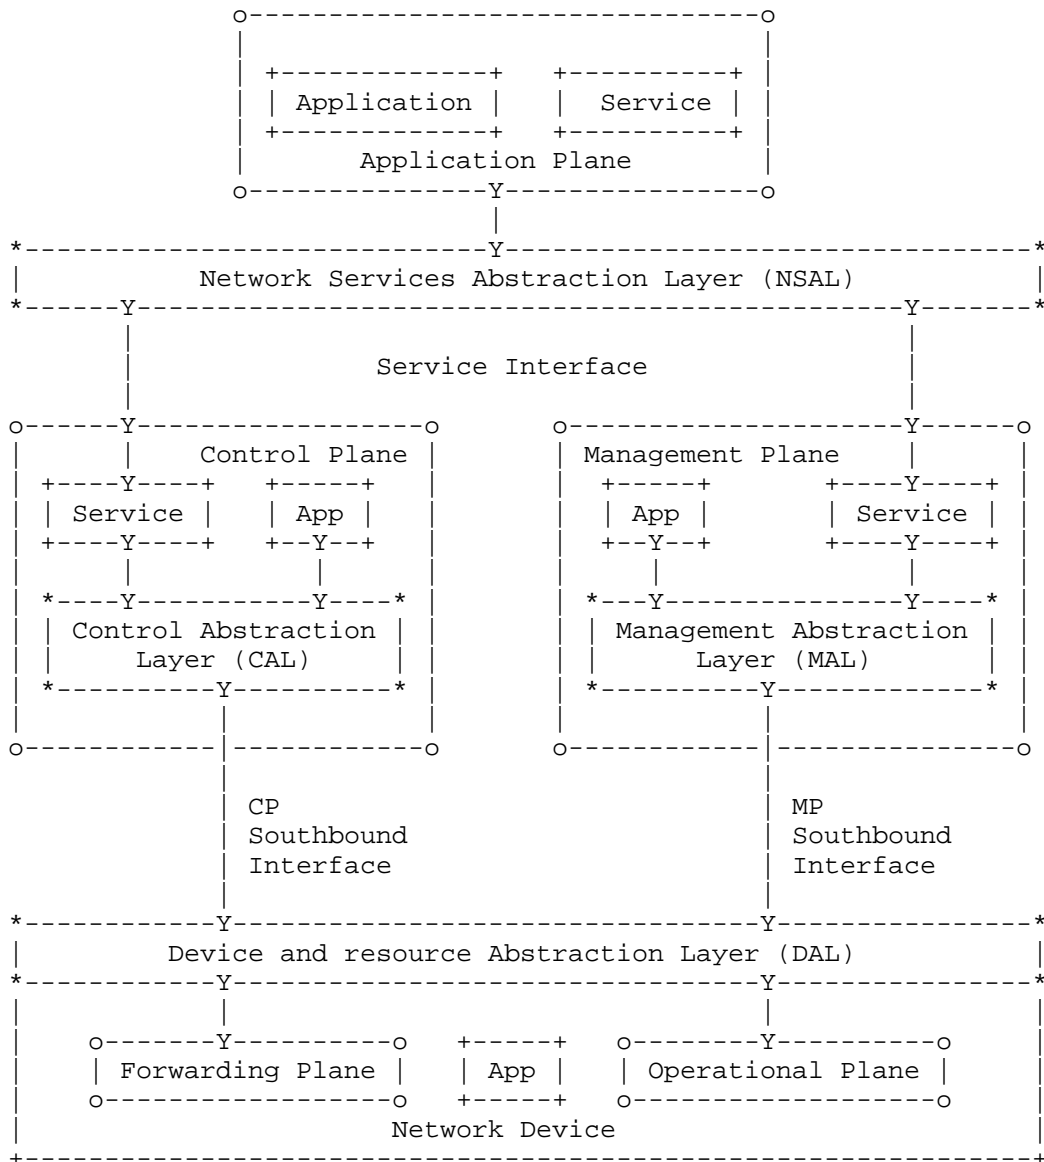 Application Service
Application Plane
Network Services Abstraction Layer (NSAL)
Service Interface
Control Plane Management Plane
Service App App Service
Control Abstraction Management Abstraction
Layer (CAL) Layer (MAL)
CP MP
Southbound Southbound
Interface Interface
Device and resource Abstraction Layer (DAL)
Forwarding Plane App Operational Plane
Network Device